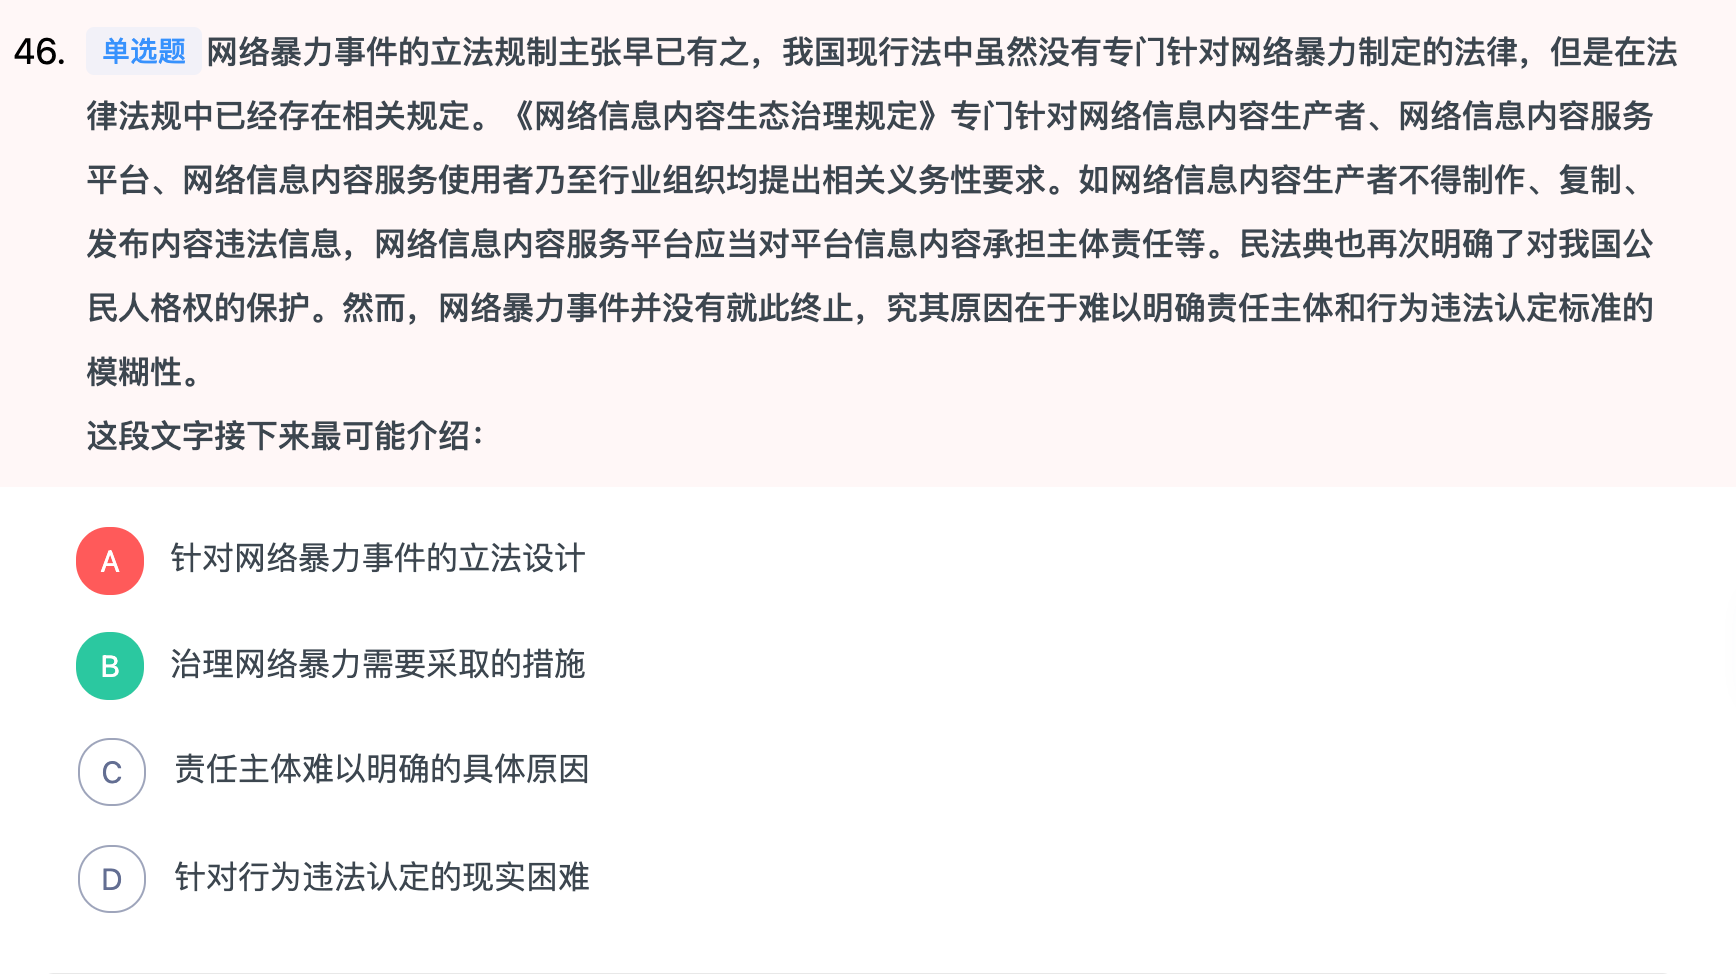 46. 单选题 网络暴力事件的立法规制主张早已有之，我国现行法中虽然没有专门针对网络暴力制定的法律，但是在法
律法规中已经存在相关规定。《网络信息内容生态治理规定》专门针对网络信息内容生产者、网络信息内容服务
平台、网络信息内容服务使用者乃至行业组织均提出相关义务性要求。如网络信息内容生产者不得制作、复制、
发布内容违法信息，网络信息内容服务平台应当对平台信息内容承担主体责任等。民法典也再次明确了对我国公
民人格权的保护。然而，网络暴力事件并没有就此终止，究其原因在于难以明确责任主体和行为违法认定标准的
模糊性。
这段文字接下来最可能介绍：
A 针对网络暴力事件的立法设计
B 治理网络暴力需要采取的措施
C 责任主体难以明确的具体原因
D 针对行为违法认定的现实困难